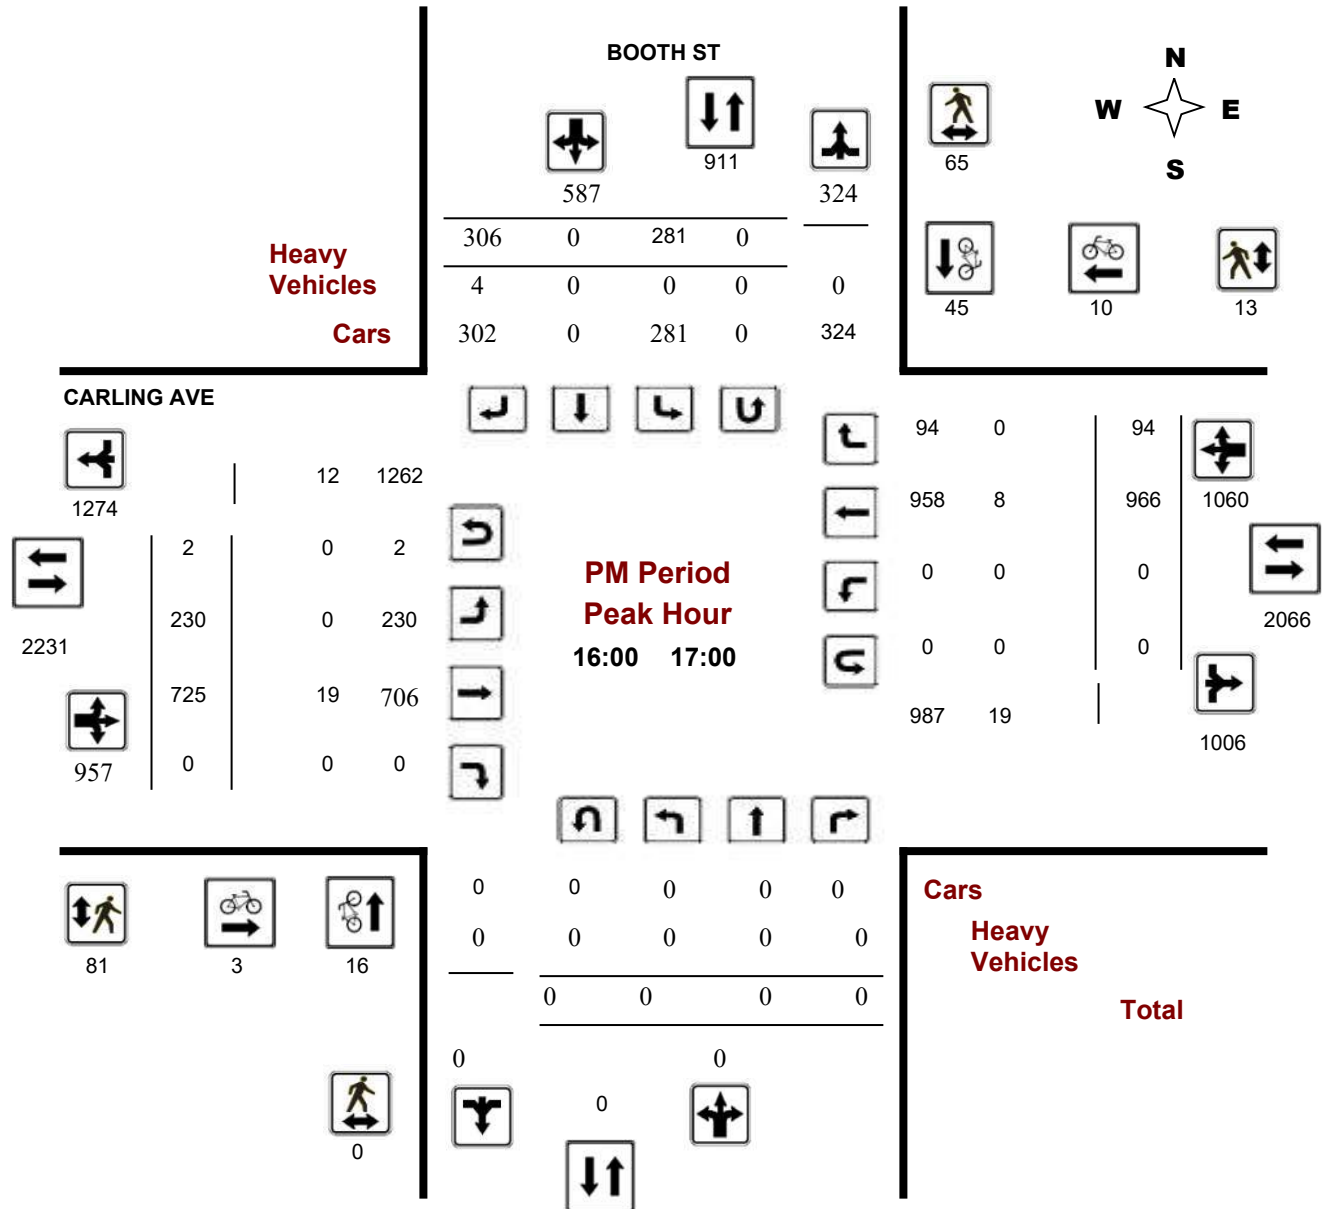 BOOTH ST
N
W E
S
911
65
587 324
306 0 281 0
Heavy
Vehicles
4 0 0 0 0
45 10 13
Cars
302 0 281 0 324
CARLING AVE
94 0 94
12 1262
1274
958 8 966 1060
2 0 2
PM Period
0 0 0
Peak Hour
230 0 230
2066
2231
16:00 17:00
0 0 0
725 19 706
987 19
1006
957
0 0 0
0 0 0 0 0
Cars
0 0 0 0 0
Heavy
Vehicles
81 3 16
0 0 0 0
Total
0 0
0
0